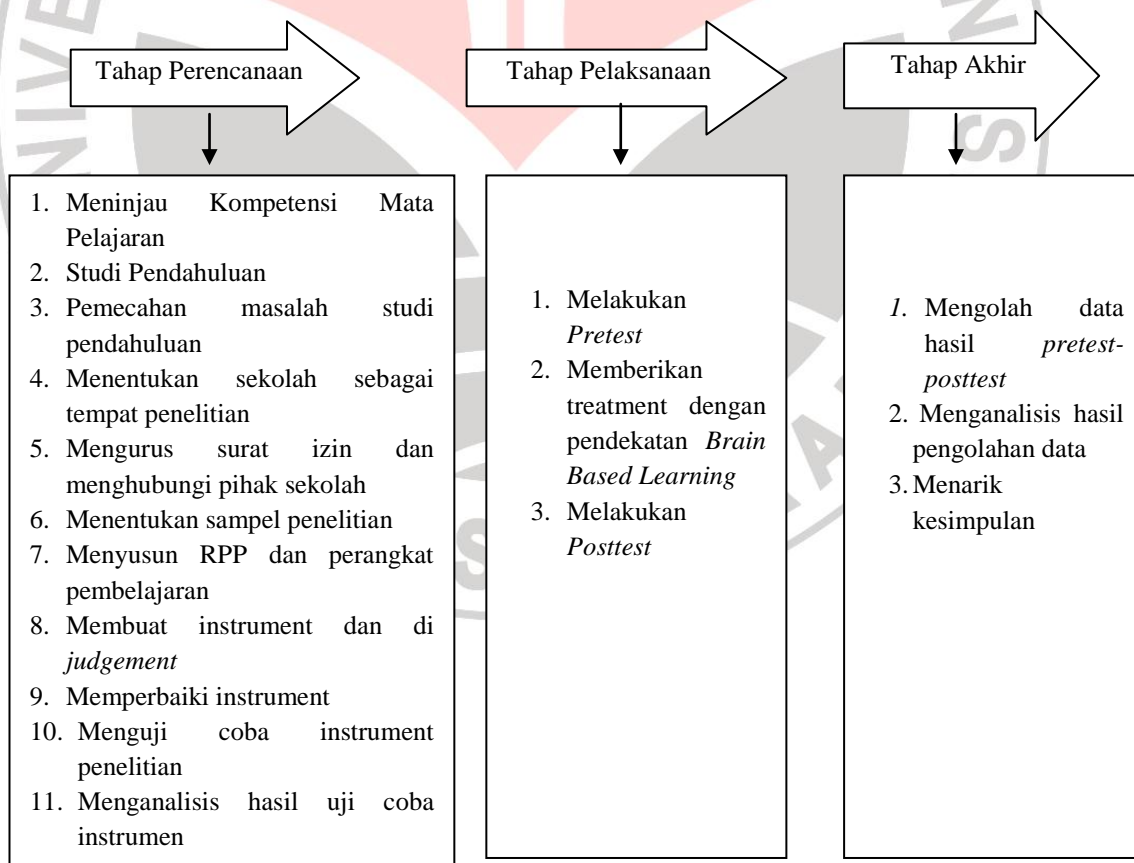 Tahap Perencanaan
Tahap Pelaksanaan
Tahap Akhir
1. Meninjau Kompetensi Mata
Pelajaran
2. Studi Pendahuluan
3. Pemecahan masalah studi
pendahuluan
4. Menentukan sekolah sebagai
tempat penelitian
5. Mengurus surat izin dan
menghubungi pihak sekolah
6. Menentukan sampel penelitian
7. Menyusun RPP dan perangkat
pembelajaran
8. Membuat instrument dan di
judgement
9. Memperbaiki instrument
10. Menguji coba instrument
penelitian
11. Menganalisis hasil uji coba
instrumen
1. Melakukan
Pretest
2. Memberikan
treatment dengan
pendekatan Brain
Based Learning
3. Melakukan
Posttest
1. Mengolah data
hasil pretest-
posttest
2. Menganalisis hasil
pengolahan data
3. Menarik
kesimpulan